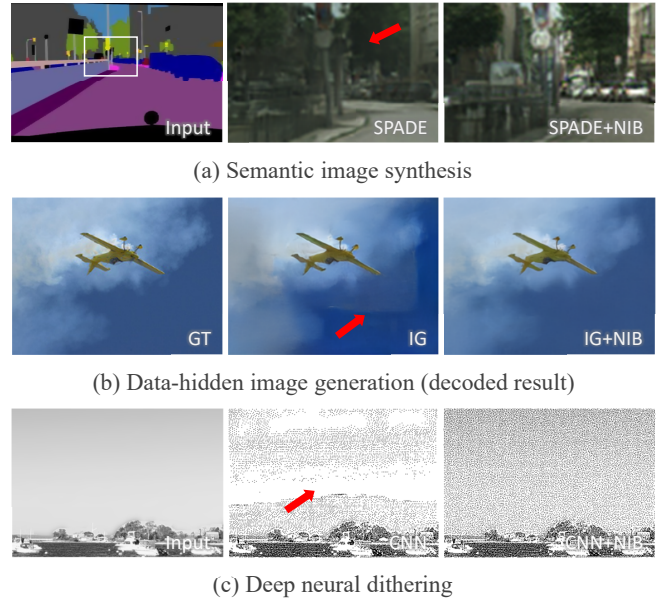 Input SPADE SPADE+NIB
(a) Semantic image synthesis
GT IG IG+NIB
(b) Data-hidden image generation (decoded result)
Input CNN CNN+NIB
(c) Deep neural dithering